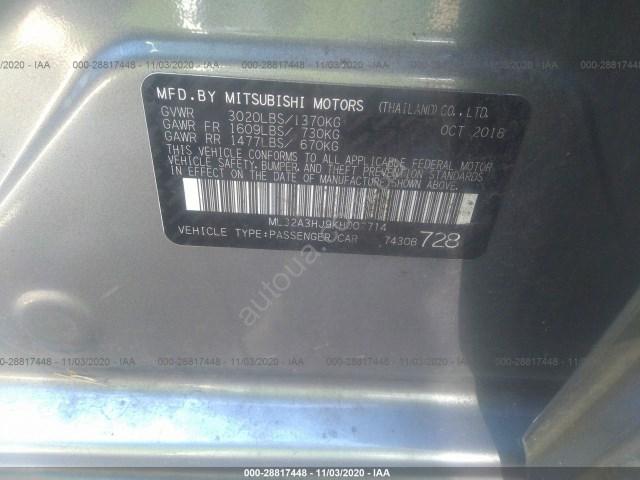 000-28817448 - 11/03/2020 - IAA
MFD.BY MITSUBISHI MOTORS (THAILAND) CO., LTD.
GVWR 3020LBS/1370KG OCT 2018
GAWR FR 1609LBS/ 730KG
GAWR RR 1477LBS/ 670KG
THIS VEHICLE CONFORMS TO ALL APPLICABLE FEDERAL MOTOR
VEHICLE SAFETY, BUMPER, AND THEFT PREVENTION STANDARDS
IN EFFECT ON THE DATE OF MANUFACTURE SHOWN ABOVE.
VEHICLE TYPE:PASSENGER CAR 7430B 728
autoua
000-28817448 - 11/03/2020 - IAA
000-28817448 - 11/03/2020 - IAA